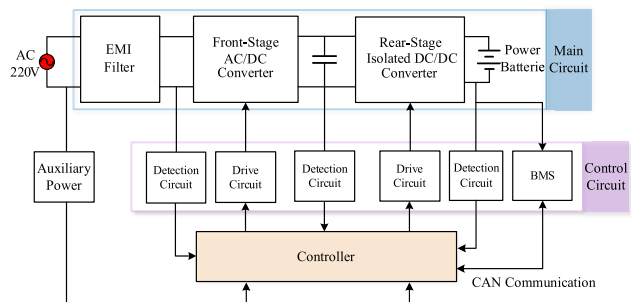 AC
220V
EMI
Filter
Front-Stage
AC/DC
Converter
Rear-Stage
Isolated DC/DC
Converter
Power
Batterie
Main
Circuit
Auxiliary
Power
Detection
Circuit
Drive
Circuit
Detection
Circuit
Drive
Circuit
Detection
Circuit
BMS
Control
Circuit
Controller
CAN Communication